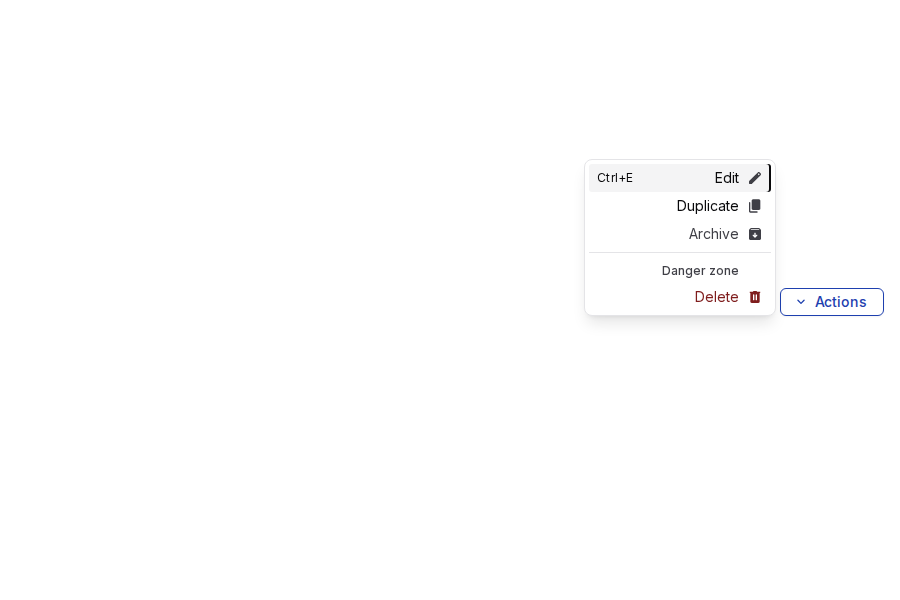 Edit Ctrl+E
Duplicate
Archive
Danger zone
Delete
Actions